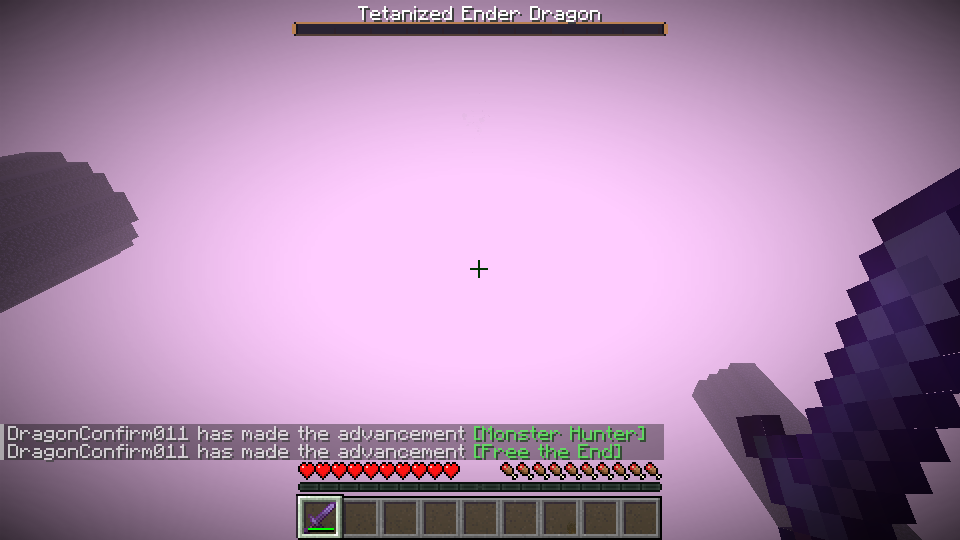 Tetanized Ender Dragon
DragonConfirm011 has made the advancement [Monster Hunter]
DragonConfirm011 has made the advancement [Free the End]